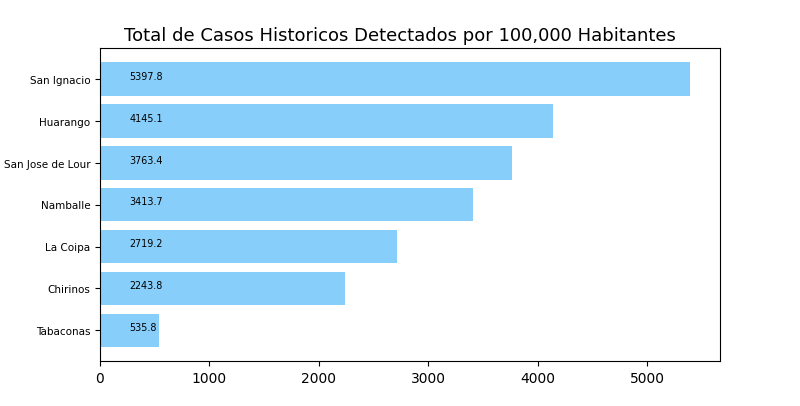 Total de Casos Historicos Detectados por 100,000 Habitantes
San Ignacio 5397.8
Huarango 4145.1
San Jose de Lour 3763.4
Namballe 3413.7
La Coipa 2719.2
Chirinos 2243.8
Tabaconas 535.8
0 1000 2000 3000 4000 5000